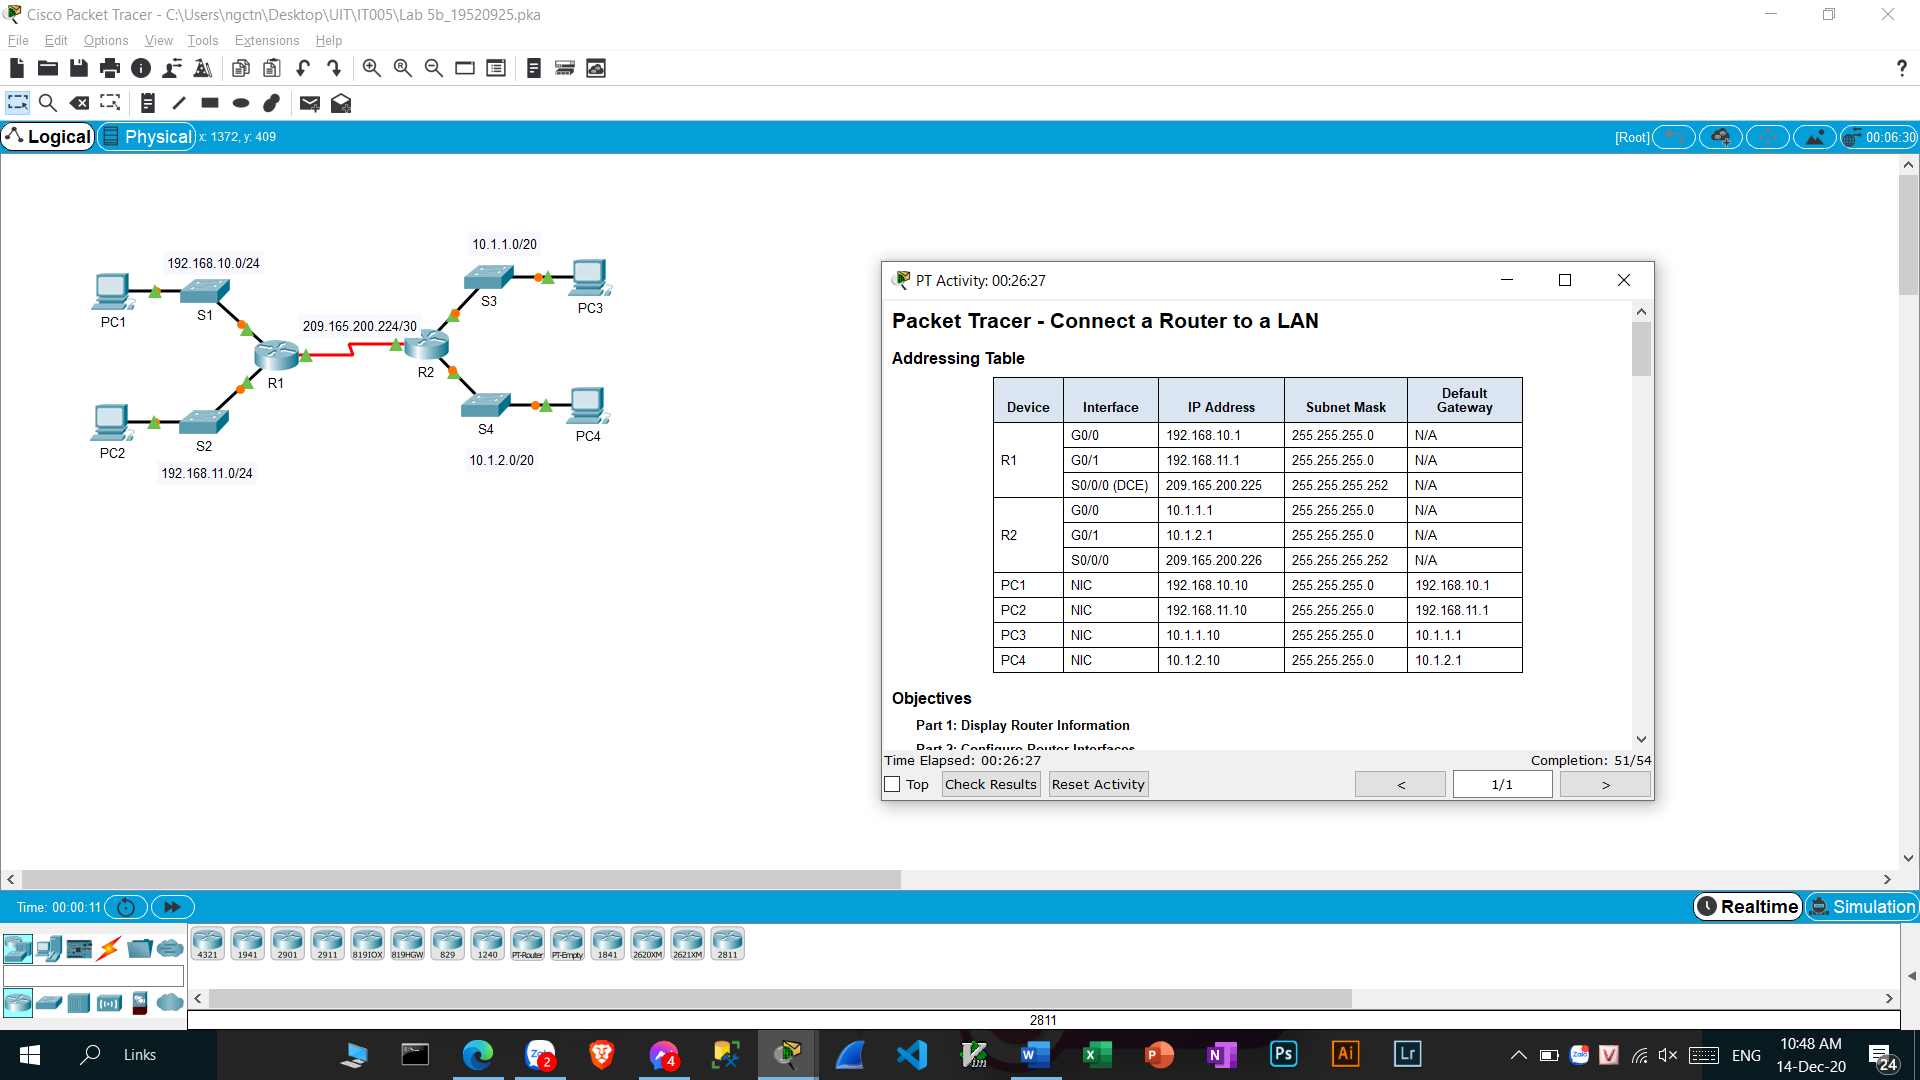 Cisco Packet Tracer - C:\Users\ngctn\Desktop\UIT\IT005\Lab 5b_19520925.pka
File Edit Options View Tools Extensions Help
?
Logical Physical x: 1372, y: 409 [Root] 00:06:30
10.1.1.0/20
192.168.10.0/24
S3
PC3
S1
PC1
209.165.200.224/30
R2
R1
S4
PC4
S2
PC2
10.1.2.0/20
192.168.11.0/24
PT Activity: 00:26:27
Packet Tracer - Connect a Router to a LAN
Addressing Table
Device Interface IP Address Subnet Mask Default Gateway
R1 G0/0 192.168.10.1 255.255.255.0 N/A
G0/1 192.168.11.1 255.255.255.0 N/A
S0/0/0 (DCE) 209.165.200.225 255.255.255.252 N/A
R2 G0/0 10.1.1.1 255.255.255.0 N/A
G0/1 10.1.2.1 255.255.255.0 N/A
S0/0/0 209.165.200.226 255.255.255.252 N/A
PC1 NIC 192.168.10.10 255.255.255.0 192.168.10.1
PC2 NIC 192.168.11.10 255.255.255.0 192.168.11.1
PC3 NIC 10.1.1.10 255.255.255.0 10.1.1.1
PC4 NIC 10.1.2.10 255.255.255.0 10.1.2.1
Objectives
Part 1: Display Router Information
Part 2: Configure Router Interfaces
Time Elapsed: 00:26:27 Completion: 51/54
Top Check Results Reset Activity < 1/1 >
Time: 00:00:11 Realtime Simulation
4321 1941 2901 2911 819IOX 819HGW 829 1240 PT-Router PT-Empty 1841 2620XM 2621XM 2811
2811
Links
2
4
Ps
Ai
Lr
ENG
10:48 AM
14-Dec-20
24